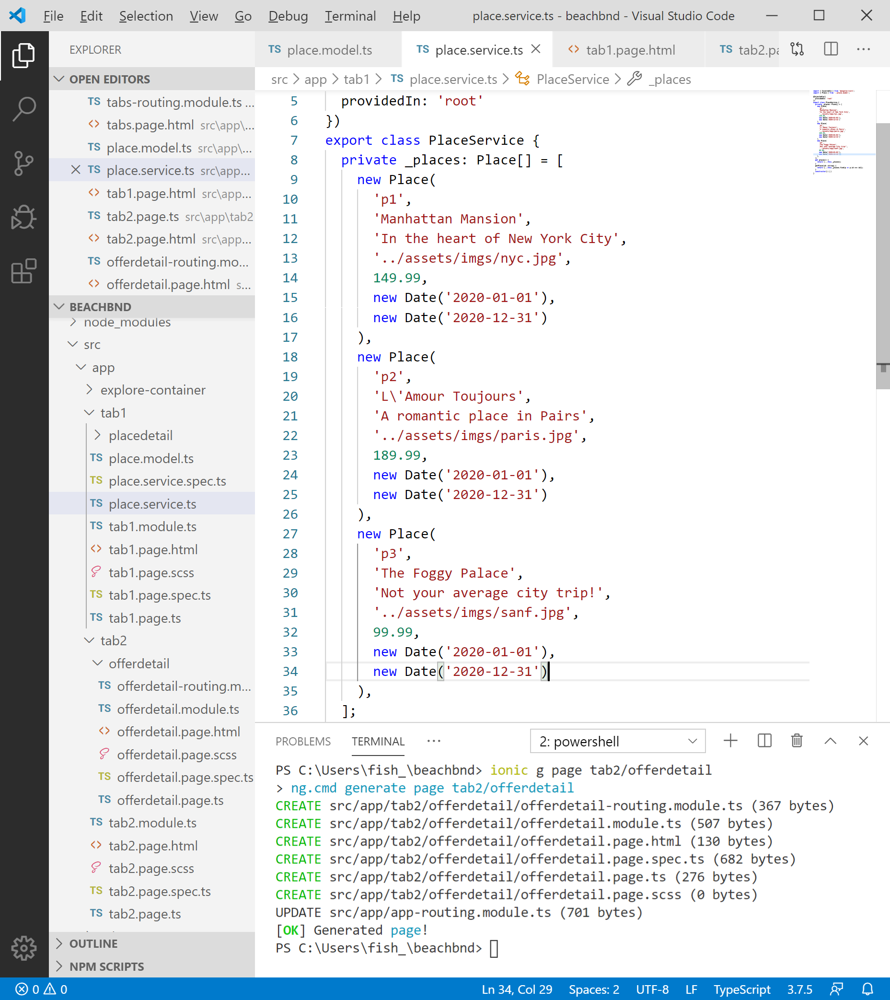 File Edit Selection View Go Debug Terminal Help place.service.ts - beachbnd - Visual Studio Code
EXPLORER
OPEN EDITORS
TS tabs-routing.module.ts ...
<> tabs.page.html src\app\...
TS place.model.ts src\app\...
TS place.service.ts src\app...
<> tab1.page.html src\app...
TS tab2.page.ts src\app\tab2
<> tab2.page.html src\app...
TS offerdetail-routing.mo...
<> offerdetail.page.html s...
BEACHBND
node_modules
src
app
explore-container
tab1
placedetail
TS place.model.ts
TS place.service.spec.ts
TS place.service.ts
TS tab1.module.ts
<> tab1.page.html
tab1.page.scss
TS tab1.page.spec.ts
TS tab1.page.ts
tab2
offerdetail
TS offerdetail-routing.m...
TS offerdetail.module.ts
<> offerdetail.page.html
offerdetail.page.scss
TS offerdetail.page.spec.ts
TS offerdetail.page.ts
TS tab2.module.ts
<> tab2.page.html
tab2.page.scss
TS tab2.page.spec.ts
TS tab2.page.ts
OUTLINE
NPM SCRIPTS
TS place.model.ts TS place.service.ts <> tab1.page.html TS tab2.pa
src > app > tab1 > TS place.service.ts > PlaceService > _places
5 providedIn: 'root'
6 })
7 export class PlaceService {
8 private _places: Place[] = [
9 new Place(
10 'p1',
11 'Manhattan Mansion',
12 'In the heart of New York City',
13 '../assets/imgs/nyc.jpg',
14 149.99,
15 new Date('2020-01-01'),
16 new Date('2020-12-31')
17 ),
18 new Place(
19 'p2',
20 'L\'Amour Toujours',
21 'A romantic place in Pairs',
22 '../assets/imgs/paris.jpg',
23 189.99,
24 new Date('2020-01-01'),
25 new Date('2020-12-31')
26 ),
27 new Place(
28 'p3',
29 'The Foggy Palace',
30 'Not your average city trip!',
31 '../assets/imgs/sanf.jpg',
32 99.99,
33 new Date('2020-01-01'),
34 new Date('2020-12-31')
35 ),
36 ];
PROBLEMS TERMINAL ... 2: powershell
PS C:\Users\fish_\beachbnd> ionic g page tab2/offerdetail
> ng.cmd generate page tab2/offerdetail
CREATE src/app/tab2/offerdetail/offerdetail-routing.module.ts (367 bytes)
CREATE src/app/tab2/offerdetail/offerdetail.module.ts (507 bytes)
CREATE src/app/tab2/offerdetail/offerdetail.page.html (130 bytes)
CREATE src/app/tab2/offerdetail/offerdetail.page.spec.ts (682 bytes)
CREATE src/app/tab2/offerdetail/offerdetail.page.ts (276 bytes)
CREATE src/app/tab2/offerdetail/offerdetail.page.scss (0 bytes)
UPDATE src/app/app-routing.module.ts (701 bytes)
[OK] Generated page!
PS C:\Users\fish_\beachbnd>
0 0 Ln 34, Col 29 Spaces: 2 UTF-8 LF TypeScript 3.7.5